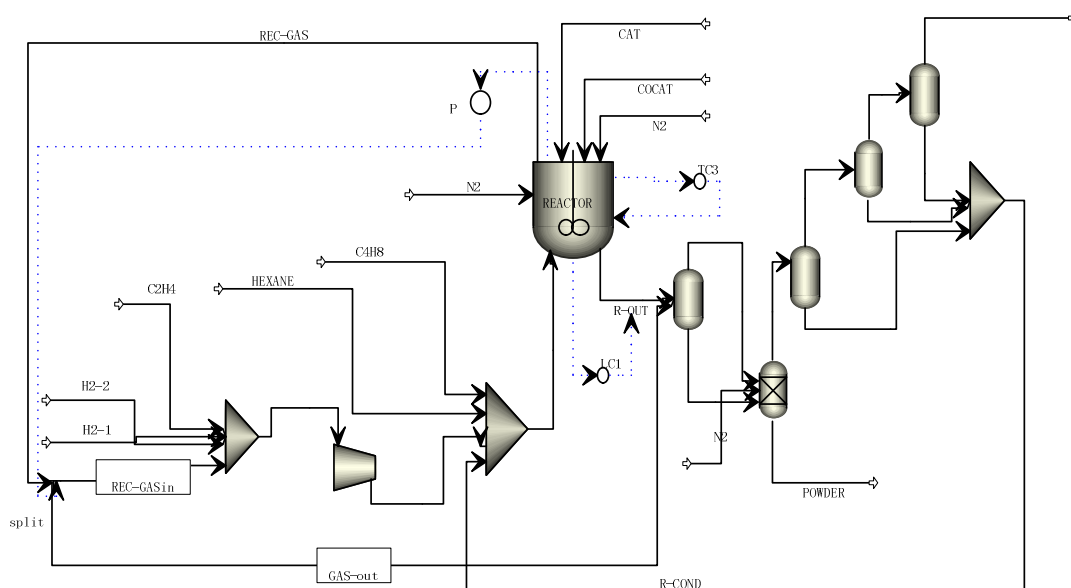 REC-GAS
CAT
COCAT
N2
P
TC3
N2
REACTOR
C4H8
HEXANE
C2H4
R-OUT
LC1
H2-2
H2-1
N2
REC-GASin
POWDER
split
GAS-out
R-COND